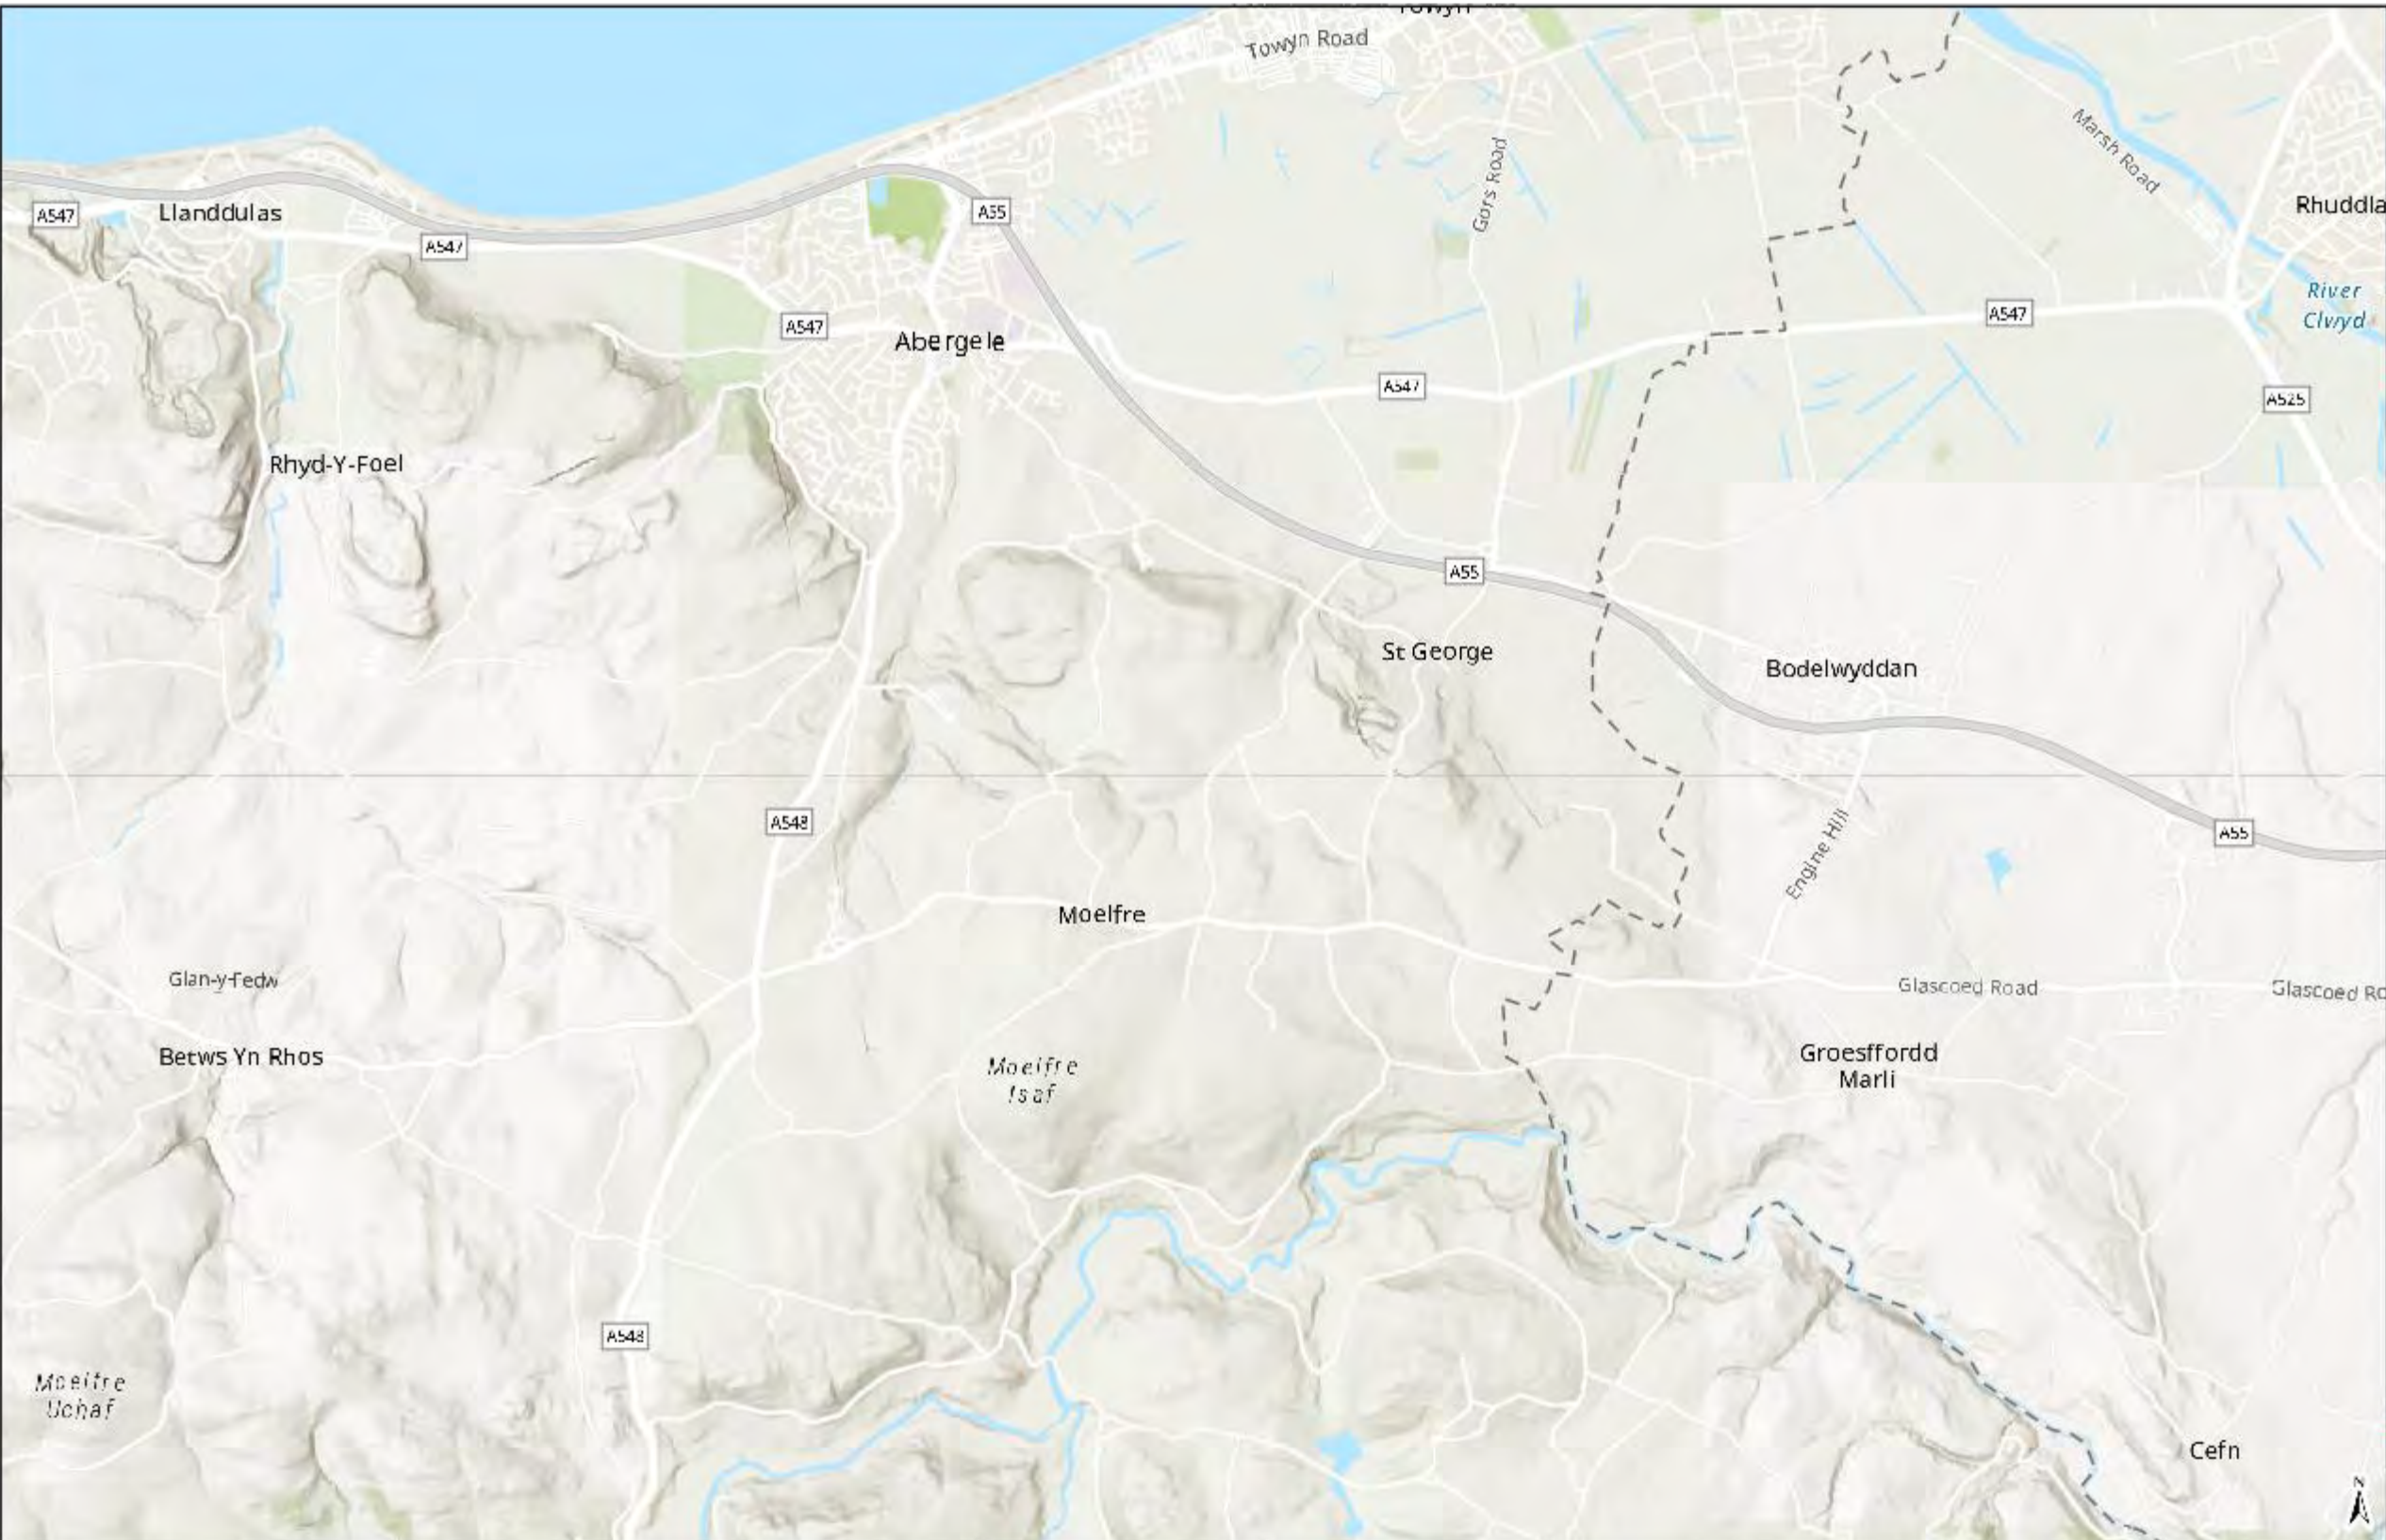 Towyn
Towyn Road
Marsh Road
Gors Road
Rhuddla
A547
Llanddulas
A55
A547
River
Clwyd
A547
A547
Abergele
A547
A525
Rhyd-Y-Foel
A55
St George
Bodelwyddan
A548
A55
Engine Hill
Moelfre
Glan-y-Fedw
Glascoed Road
Glascoed Ro
Betws Yn Rhos
Groesffordd
Marli
Moelfre
Isaf
A548
Moelfre
Uchaf
Cefn
N